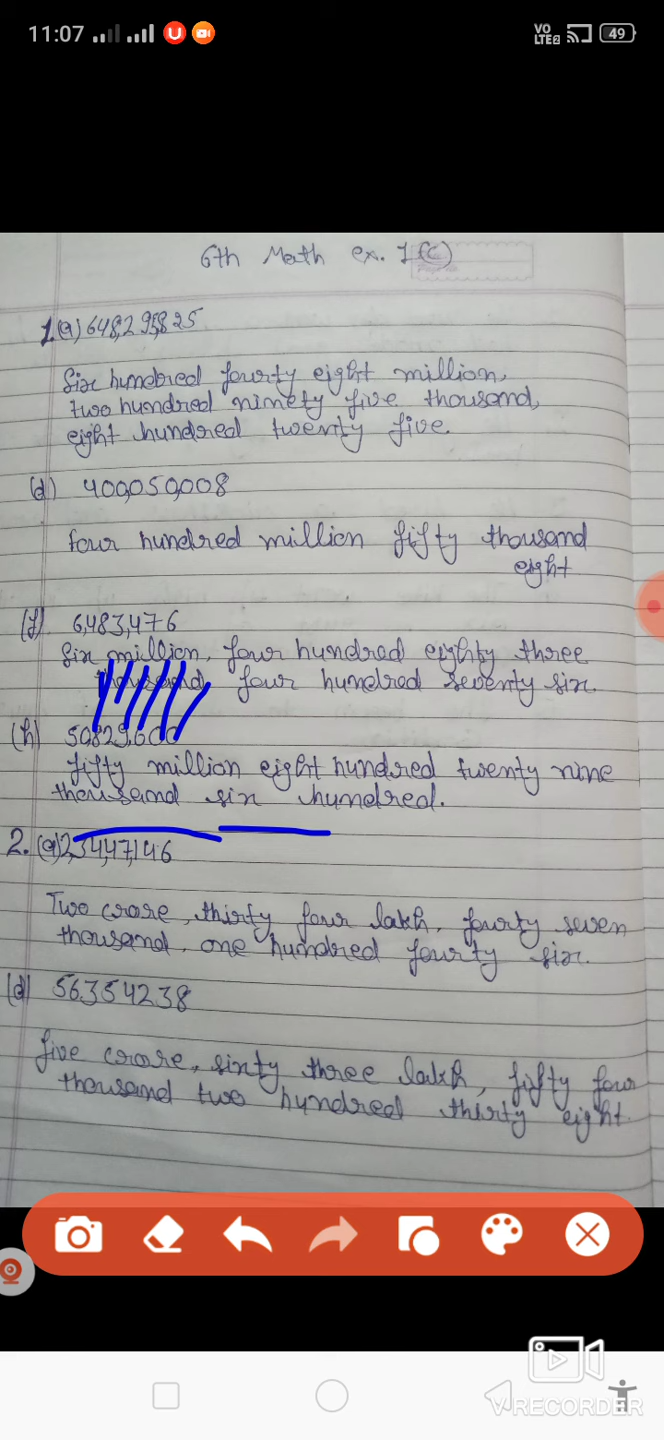 11:07
VO
LTE2
49
6th Math ex. 1(c)
1.(a) 648,295,825
Six hundred fourty eight million,
two hundred ninety five thousand,
eight hundred twenty five.
(d) 400,050,008
four hundred million fifty thousand
eight
(f) 6,483,476
Six million, four hundred eighty three
thousand, four hundred seventy six.
(h) 50,829,600
fifty million eight hundred twenty nine
thousand six hundred.
2. (a) 2,34,47,146
Two crore, thirty four lakh, fourty seven
thousand, one hundred fourty six.
(d) 56354238
five crore, sixty three lakh, fifty four
thousand two hundred thirty eight.
V RECORDER